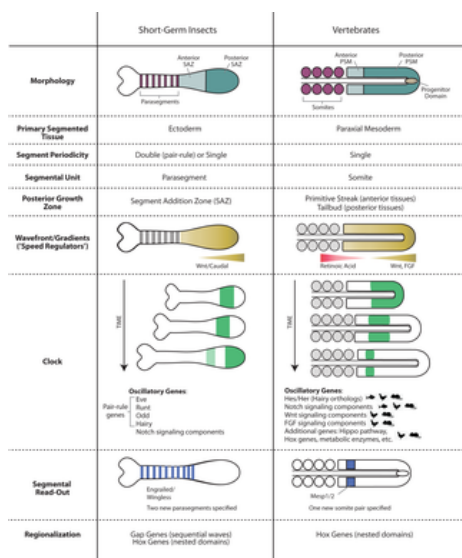 Short-Germ Insects
Vertebrates
Morphology
Anterior
SAZ
Posterior
SAZ
Parasegments
Anterior
PSM
Posterior
PSM
Somites
Progenitor
Domain
Primary Segmented
Tissue
Ectoderm
Paraxial Mesoderm
Segment Periodicity
Double (pair-rule) or Single
Single
Segmental Unit
Parasegment
Somite
Posterior Growth
Zone
Segment Addition Zone (SAZ)
Primitive Streak (anterior tissues)
Tailbud (posterior tissues)
Wavefront/Gradients
('Speed Regulators')
Wnt/Caudal
Retinoic Acid
Wnt, FGF
Clock
TIME
Oscillatory Genes:
Pair-rule
genes
Eve
Runt
Odd
Hairy
Notch signaling components
TIME
Oscillatory Genes:
Hes/Her (Hairy orthologs)
Notch signaling components
Wnt signaling components
FGF signaling components
Additional genes: Hippo pathway,
Hox genes, metabolic enzymes, etc.
Segmental
Read-Out
Engrailed/
Wingless
Two new parasegments specified
Mesp1/2
One new somite pair specified
Regionalization
Gap Genes (sequential waves)
Hox Genes (nested domains)
Hox Genes (nested domains)